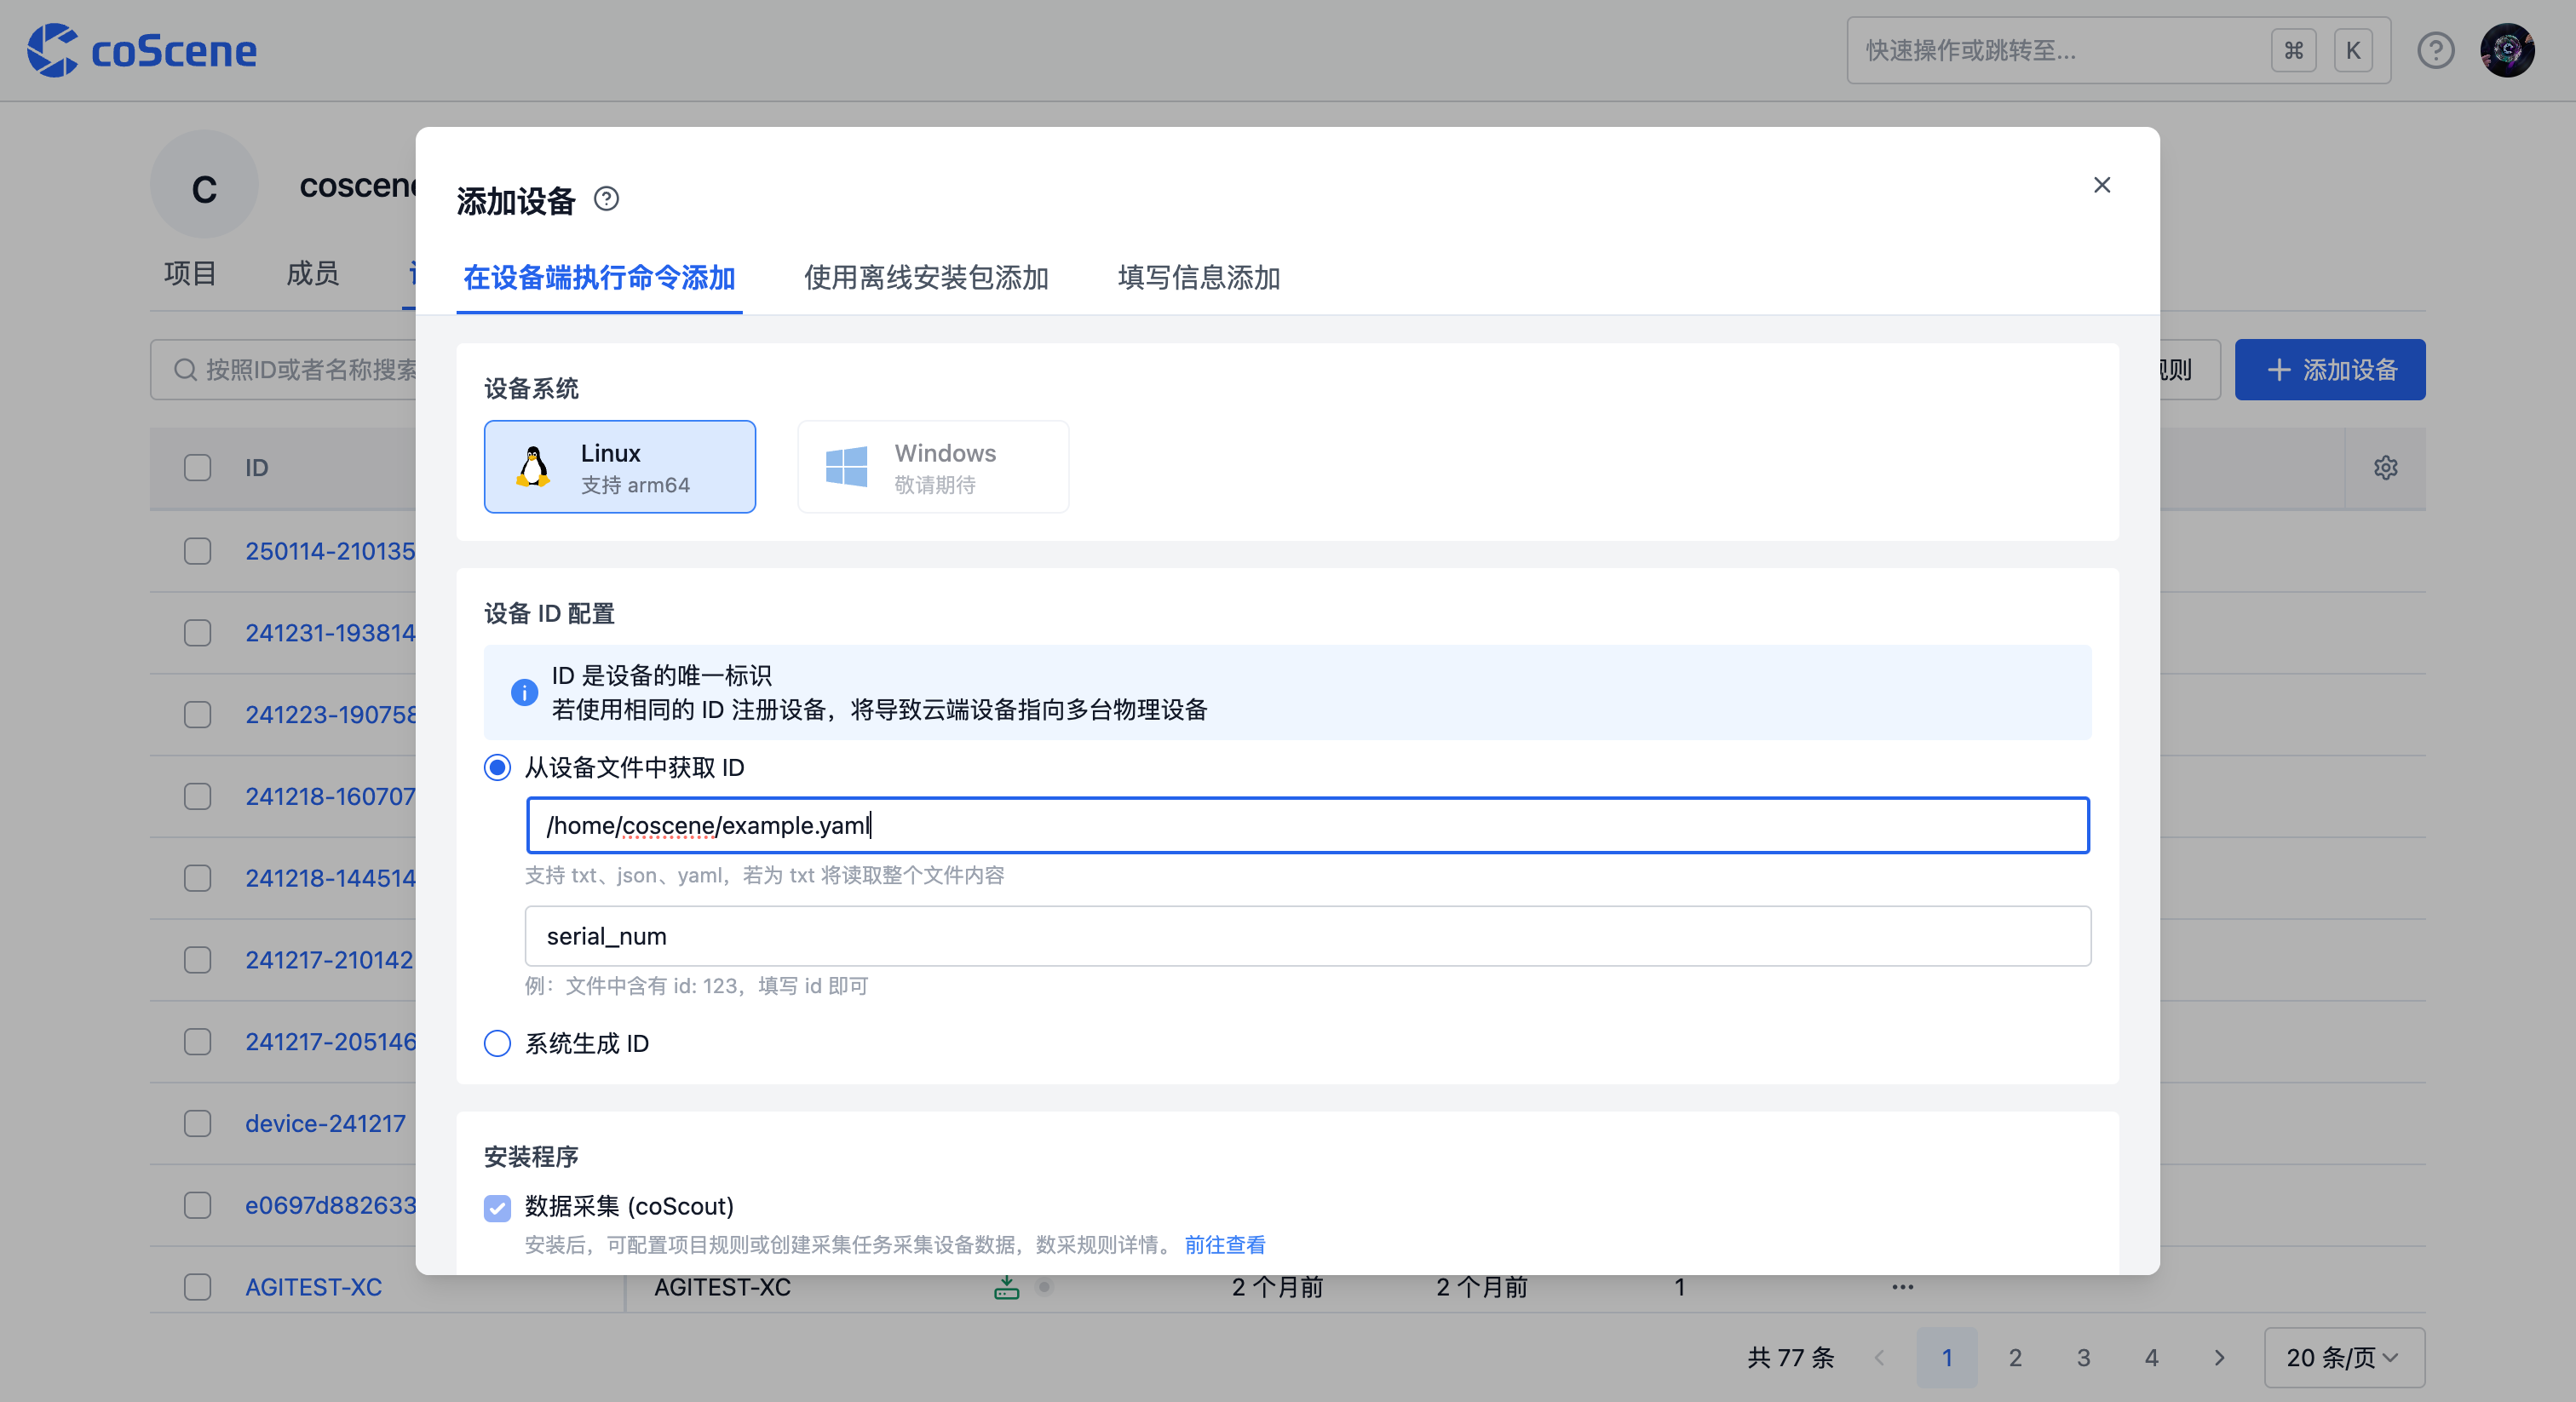 coScene
快速操作或跳转至...
⌘
K
C
coscene
项目
成员
按照ID或者名称搜索
规则
添加设备
ID
250114-210135
241231-193814
241223-190758
241218-160707
241218-144514
241217-210142
241217-205146
device-241217
e0697d882633
AGITEST-XC
AGITEST-XC
2 个月前
2 个月前
1
共 77 条
1
2
3
4
20 条/页
添加设备
在设备端执行命令添加
使用离线安装包添加
填写信息添加
设备系统
Linux
支持 arm64
Windows
敬请期待
设备 ID 配置
ID 是设备的唯一标识
若使用相同的 ID 注册设备，将导致云端设备指向多台物理设备
从设备文件中获取 ID
/home/coscene/example.yaml
支持 txt、json、yaml，若为 txt 将读取整个文件内容
serial_num
例：文件中含有 id: 123，填写 id 即可
系统生成 ID
安装程序
数据采集 (coScout)
安装后，可配置项目规则或创建采集任务采集设备数据，数采规则详情。 前往查看